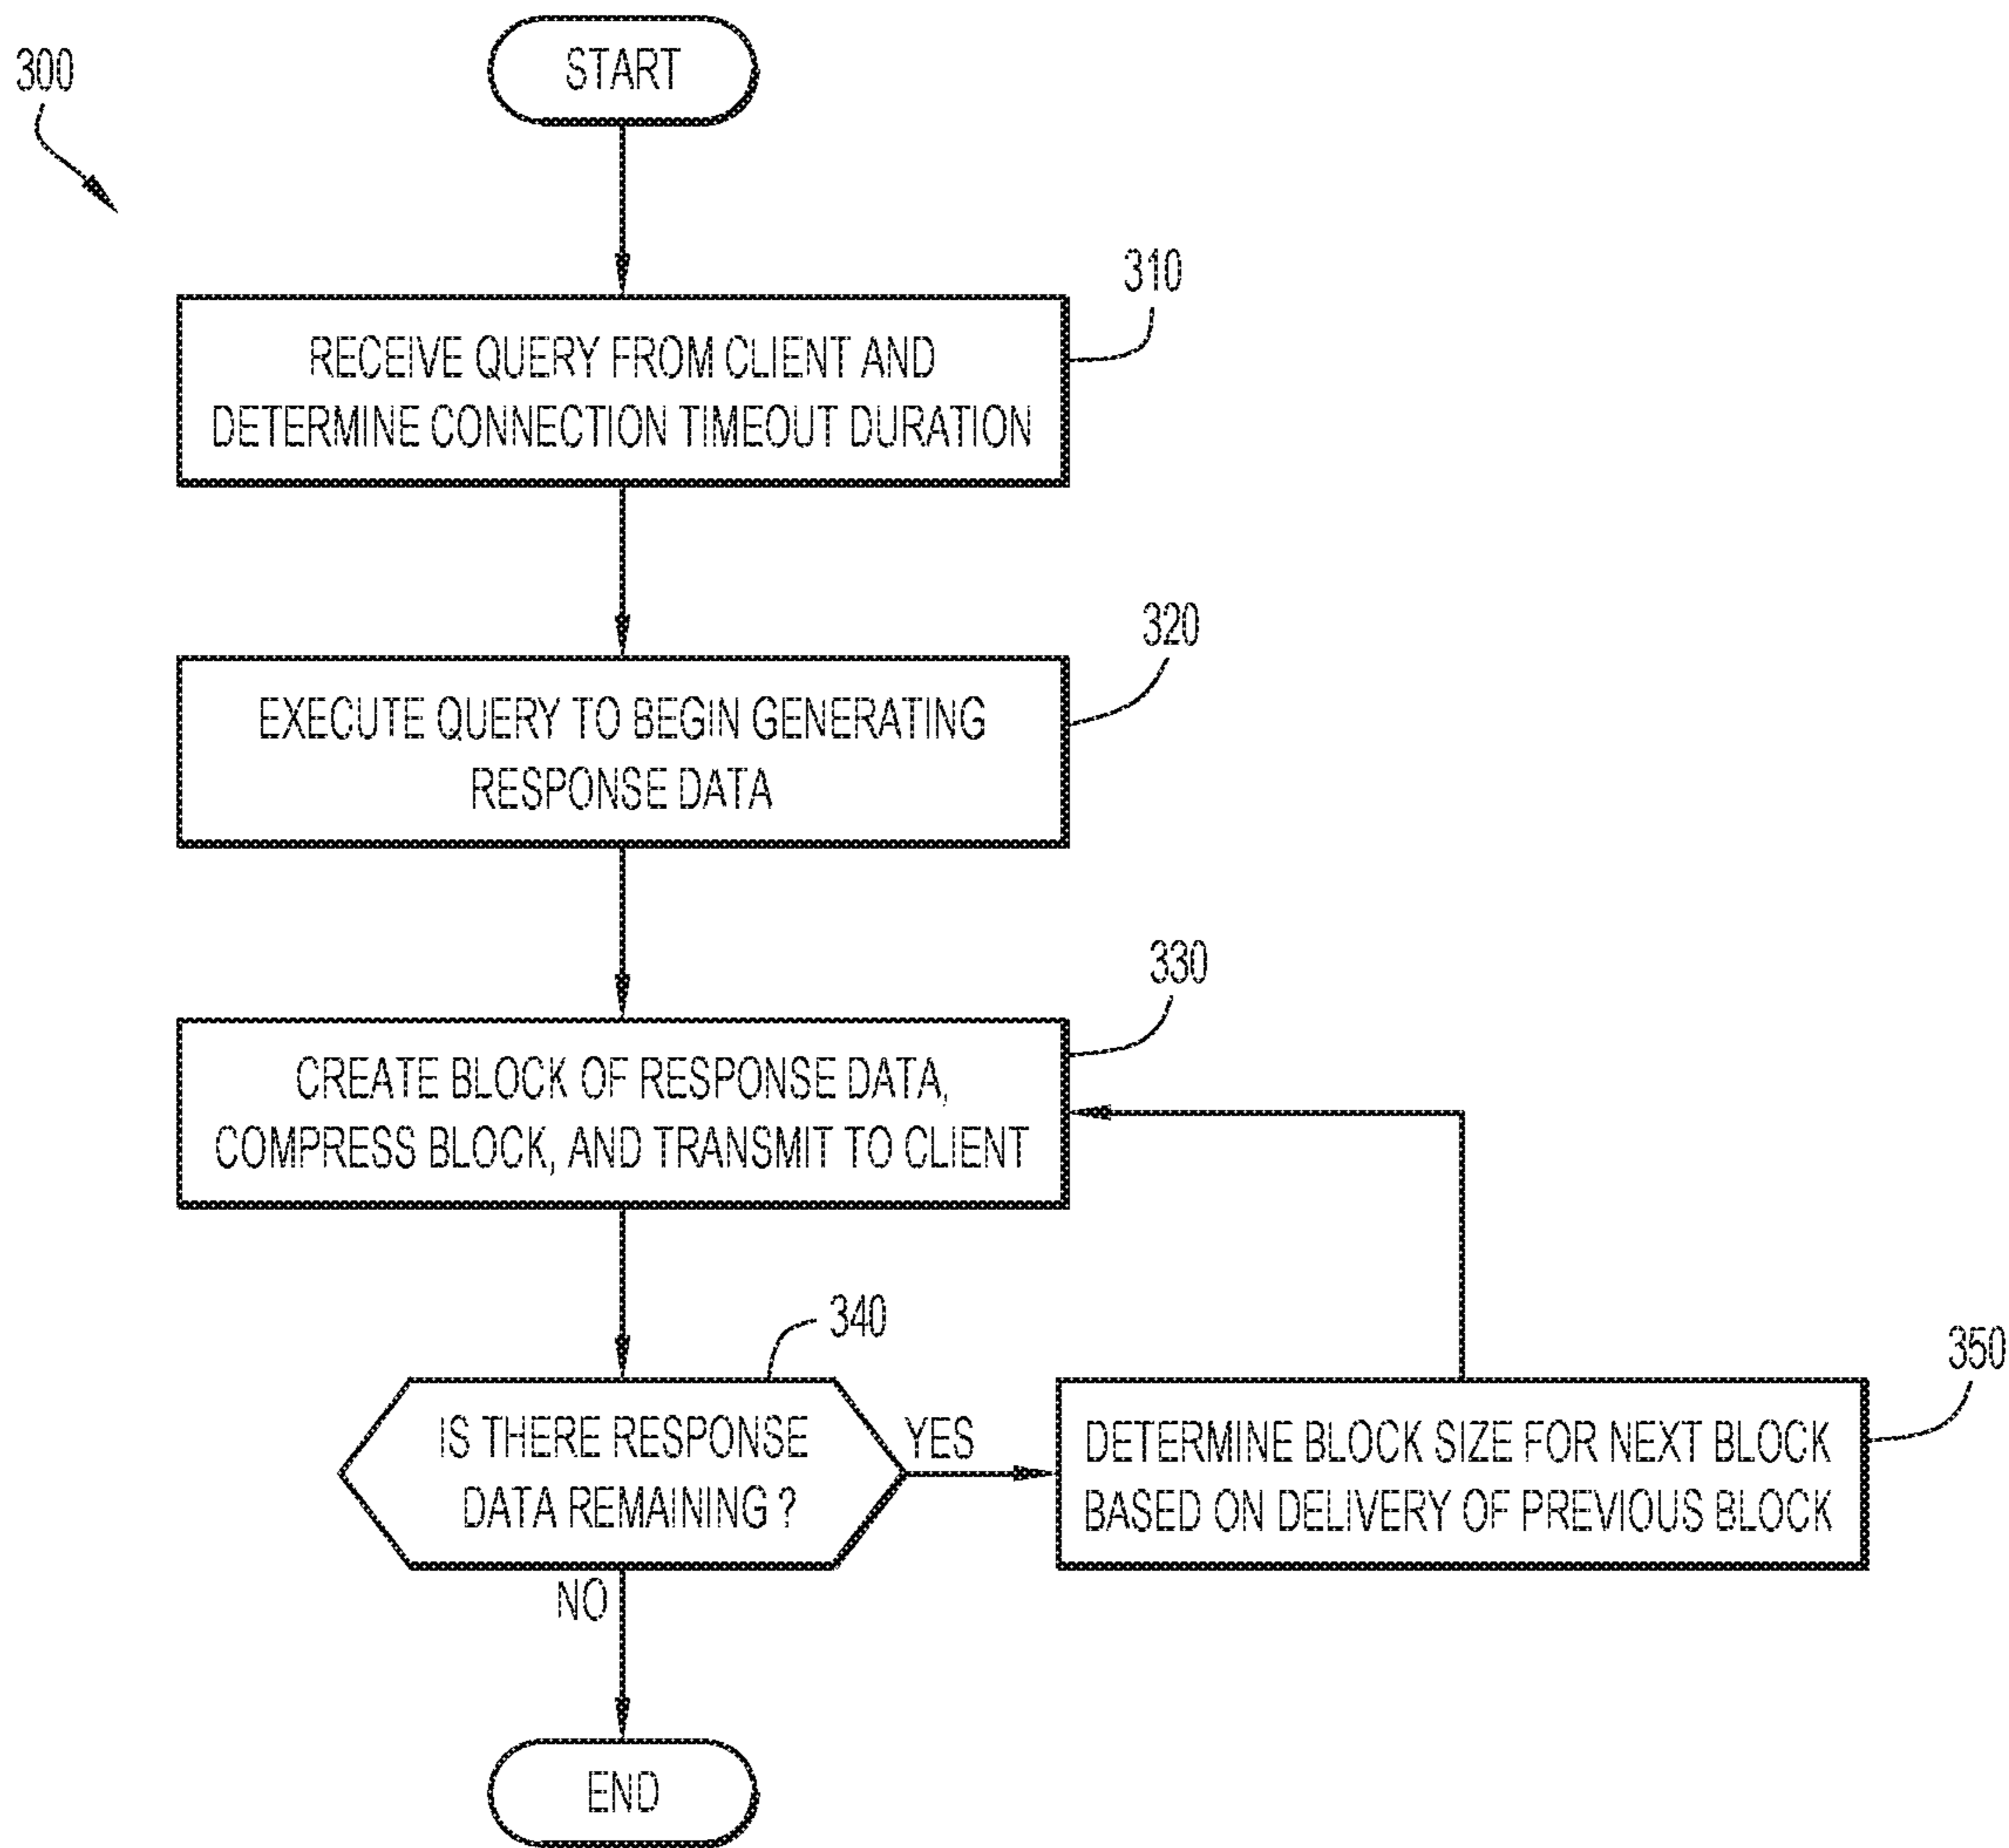 300
START
310
RECEIVE QUERY FROM CLIENT AND
DETERMINE CONNECTION TIMEOUT DURATION
320
EXECUTE QUERY TO BEGIN GENERATING
RESPONSE DATA
330
CREATE BLOCK OF RESPONSE DATA,
COMPRESS BLOCK, AND TRANSMIT TO CLIENT
340
IS THERE RESPONSE
DATA REMAINING ?
YES
350
DETERMINE BLOCK SIZE FOR NEXT BLOCK
BASED ON DELIVERY OF PREVIOUS BLOCK
NO
END